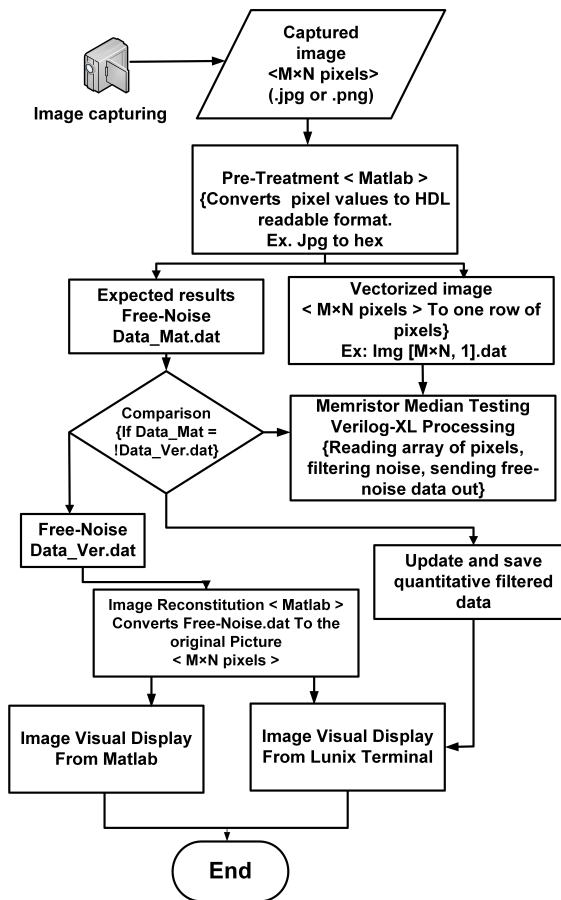 Captured
image
<M×N pixels>
(.jpg or .png)
Image capturing
Pre-Treatment < Matlab >
{Converts pixel values to HDL
readable format.
Ex. Jpg to hex
Expected results
Free-Noise
Data_Mat.dat
Vectorized image
< M×N pixels > To one row of
pixels}
Ex: Img [M×N, 1].dat
Comparison
{If Data_Mat =
!Data_Ver.dat}
Memristor Median Testing
Verilog-XL Processing
{Reading array of pixels,
filtering noise, sending free-
noise data out}
Free-Noise
Data_Ver.dat
Update and save
quantitative filtered
data
Image Reconstitution < Matlab >
Converts Free-Noise.dat To the
original Picture
< M×N pixels >
Image Visual Display
From Matlab
Image Visual Display
From Lunix Terminal
End